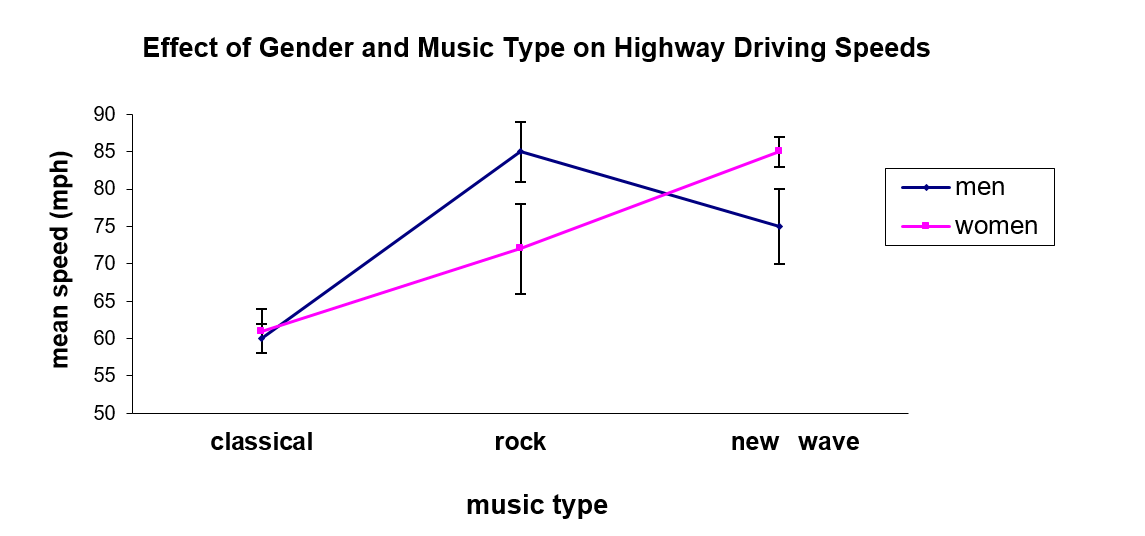 Effect of Gender and Music Type on Highway Driving Speeds
90
85
80
75
70
65
60
55
50
mean speed (mph)
classical rock new wave
music type
men
women